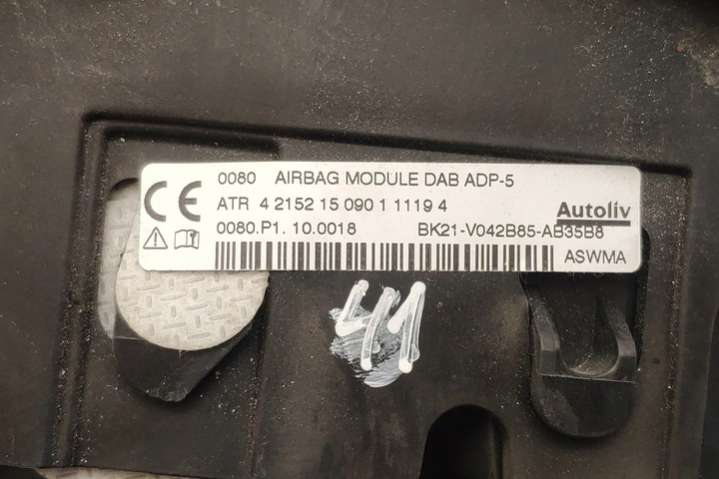 0080 AIRBAG MODULE DAB ADP-5
CE ATR 4 2152 15 090 1 1119 4 Autoliv
0080.P1. 10.0018 BK21-V042B85-AB35B8
ASWMA